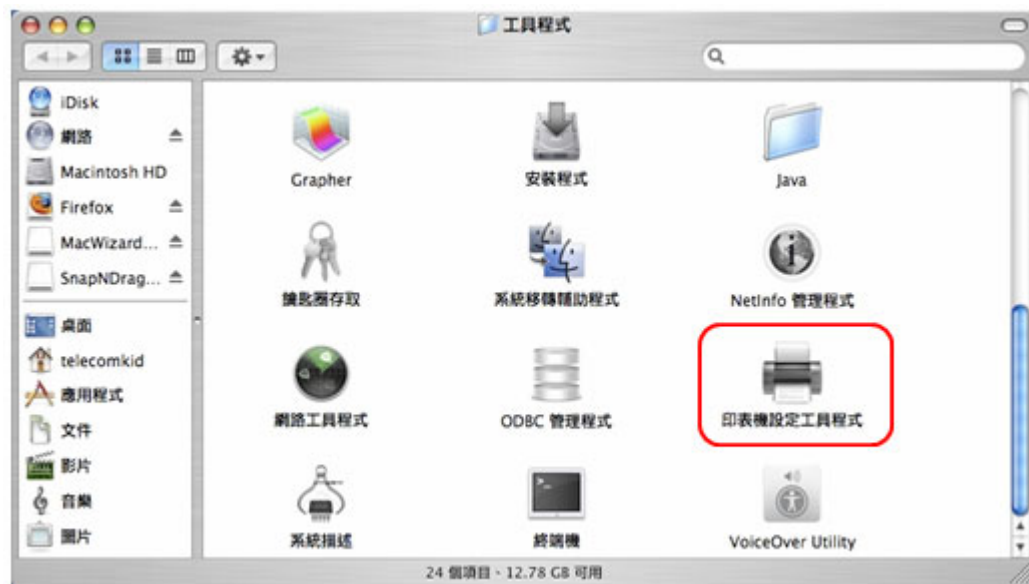 工具程式
iDisk
網路
Macintosh HD
Firefox
MacWizard...
SnapNDrag...
桌面
telecomkid
應用程式
文件
影片
音樂
圖片
Grapher
安裝程式
Java
鑰匙圈存取
系統移轉輔助程式
NetInfo 管理程式
網路工具程式
ODBC 管理程式
印表機設定工具程式
系統描述
終端機
VoiceOver Utility
24 個項目、12.78 GB 可用